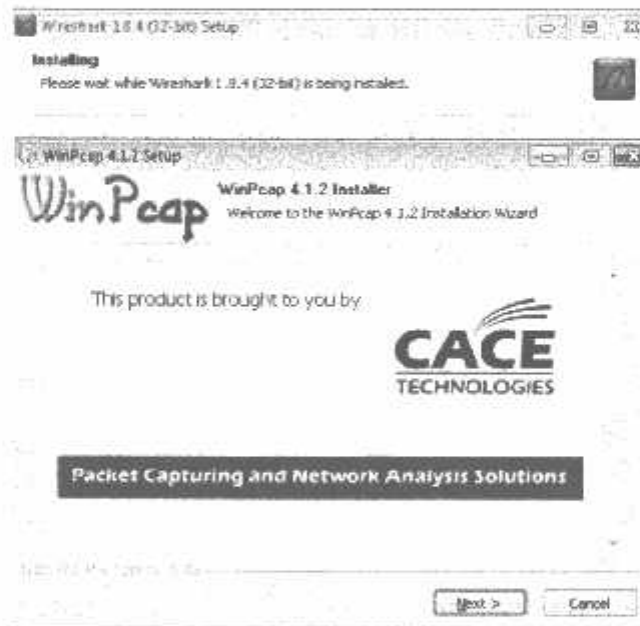 Wireshark 1.8.4 (32-bit) Setup
Installing
Please wait while Wireshark 1.8.4 (32-bit) is being installed.
WinPcap 4.1.2 Setup
WinPcap
WinPcap 4.1.2 Installer
Welcome to the WinPcap 4.1.2 Installation Wizard
This product is brought to you by
CACE
TECHNOLOGIES
Packet Capturing and Network Analysis Solutions
Next >
Cancel